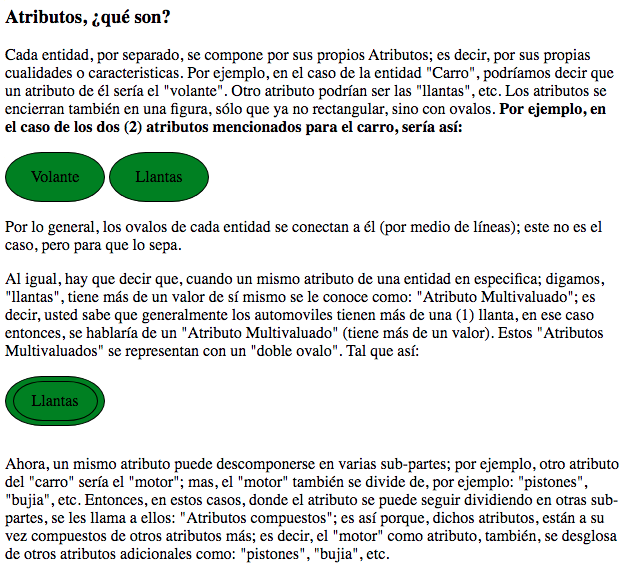 Atributos, ¿qué son?
Cada entidad, por separado, se compone por sus propios Atributos; es decir, por sus propias
cualidades o caracteristicas. Por ejemplo, en el caso de la entidad "Carro", podríamos decir que
un atributo de él sería el "volante". Otro atributo podrían ser las "llantas", etc. Los atributos se
encierran también en una figura, sólo que ya no rectangular, sino con ovalos. Por ejemplo, en
el caso de los dos (2) atributos mencionados para el carro, sería así:
Volante Llantas
Por lo general, los ovalos de cada entidad se conectan a él (por medio de líneas); este no es el
caso, pero para que lo sepa.
Al igual, hay que decir que, cuando un mismo atributo de una entidad en especifica; digamos,
"llantas", tiene más de un valor de sí mismo se le conoce como: "Atributo Multivaluado"; es
decir, usted sabe que generalmente los automoviles tienen más de una (1) llanta, en ese caso
entonces, se hablaría de un "Atributo Multivaluado" (tiene más de un valor). Estos "Atributos
Multivaluados" se representan con un "doble ovalo". Tal que así:
Llantas
Ahora, un mismo atributo puede descomponerse en varias sub-partes; por ejemplo, otro atributo
del "carro" sería el "motor"; mas, el "motor" también se divide de, por ejemplo: "pistones",
"bujia", etc. Entonces, en estos casos, donde el atributo se puede seguir dividiendo en otras sub-
partes, se les llama a ellos: "Atributos compuestos"; es así porque, dichos atributos, están a su
vez compuestos de otros atributos más; es decir, el "motor" como atributo, también, se desglosa
de otros atributos adicionales como: "pistones", "bujia", etc.